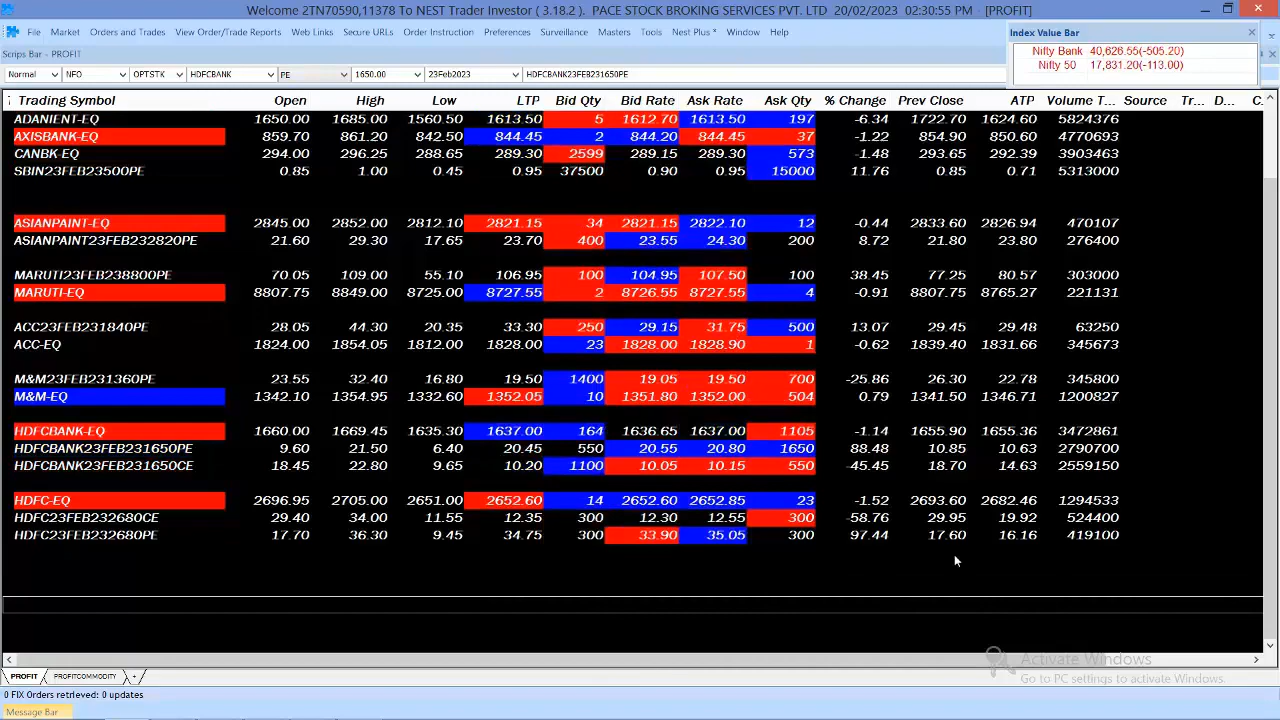 Welcome 2TN70590,11378 To NEST Trader Investor ( 3.18.2 ). PACE STOCK BROKING SERVICES PVT. LTD 20/02/2023 02:30:55 PM - [PROFIT]
File Market Orders and Trades View Order/Trade Reports Web Links Secure URLs Order Instruction Preferences Surveillance Masters Tools Nest Plus * Window Help
Index Value Bar
Nifty Bank 40,626.55(-505.20)
Nifty 50 17,831.20(-113.00)
Scrips Bar - PROFIT
Normal NFO OPTSTK HDFCBANK PE 1650.00 23Feb2023 HDFCBANK23FEB231650PE
Trading Symbol Open High Low LTP Bid Qty Bid Rate Ask Rate Ask Qty % Change Prev Close ATP Volume T... Source Tr... D... C.
ADANIENT-EQ 1650.00 1685.00 1560.50 1613.50 5 1612.70 1613.50 197 -6.34 1722.70 1624.60 5824376
AXISBANK-EQ 859.70 861.20 842.50 844.45 2 844.20 844.45 37 -1.22 854.90 850.60 4770693
CANBK-EQ 294.00 296.25 288.65 289.30 2599 289.15 289.30 573 -1.48 293.65 292.39 3903463
SBIN23FEB23500PE 0.85 1.00 0.45 0.95 37500 0.90 0.95 15000 11.76 0.85 0.71 5313000
ASIANPAINT-EQ 2845.00 2852.00 2812.10 2821.15 34 2821.15 2822.10 12 -0.44 2833.60 2826.94 470107
ASIANPAINT23FEB232820PE 21.60 29.30 17.65 23.70 400 23.55 24.30 200 8.72 21.80 23.80 276400
MARUTI23FEB238800PE 70.05 109.00 55.10 106.95 100 104.95 107.50 100 38.45 77.25 80.57 303000
MARUTI-EQ 8807.75 8849.00 8725.00 8727.55 2 8726.55 8727.55 4 -0.91 8807.75 8765.27 221131
ACC23FEB231840PE 28.05 44.30 20.35 33.30 250 29.15 31.75 500 13.07 29.45 29.48 63250
ACC-EQ 1824.00 1854.05 1812.00 1828.00 23 1828.00 1828.90 1 -0.62 1839.40 1831.66 345673
M&M23FEB231360PE 23.55 32.40 16.80 19.50 1400 19.05 19.50 700 -25.86 26.30 22.78 345800
M&M-EQ 1342.10 1354.95 1332.60 1352.05 10 1351.80 1352.00 504 0.79 1341.50 1346.71 1200827
HDFCBANK-EQ 1660.00 1669.45 1635.30 1637.00 164 1636.65 1637.00 1105 -1.14 1655.90 1655.36 3472861
HDFCBANK23FEB231650PE 9.60 21.50 6.40 20.45 550 20.55 20.80 1650 88.48 10.85 10.63 2790700
HDFCBANK23FEB231650CE 18.45 22.80 9.65 10.20 1100 10.05 10.15 550 -45.45 18.70 14.63 2559150
HDFC-EQ 2696.95 2705.00 2651.00 2652.60 14 2652.60 2652.85 23 -1.52 2693.60 2682.46 1294533
HDFC23FEB232680CE 29.40 34.00 11.55 12.35 300 12.30 12.55 300 -58.76 29.95 19.92 524400
HDFC23FEB232680PE 17.70 36.30 9.45 34.75 300 33.90 35.05 300 97.44 17.60 16.16 419100
Activate Windows
Go to PC settings to activate Windows.
PROFIT PROFITCOMMODITY +
0 FIX Orders retrieved: 0 updates
Message Bar